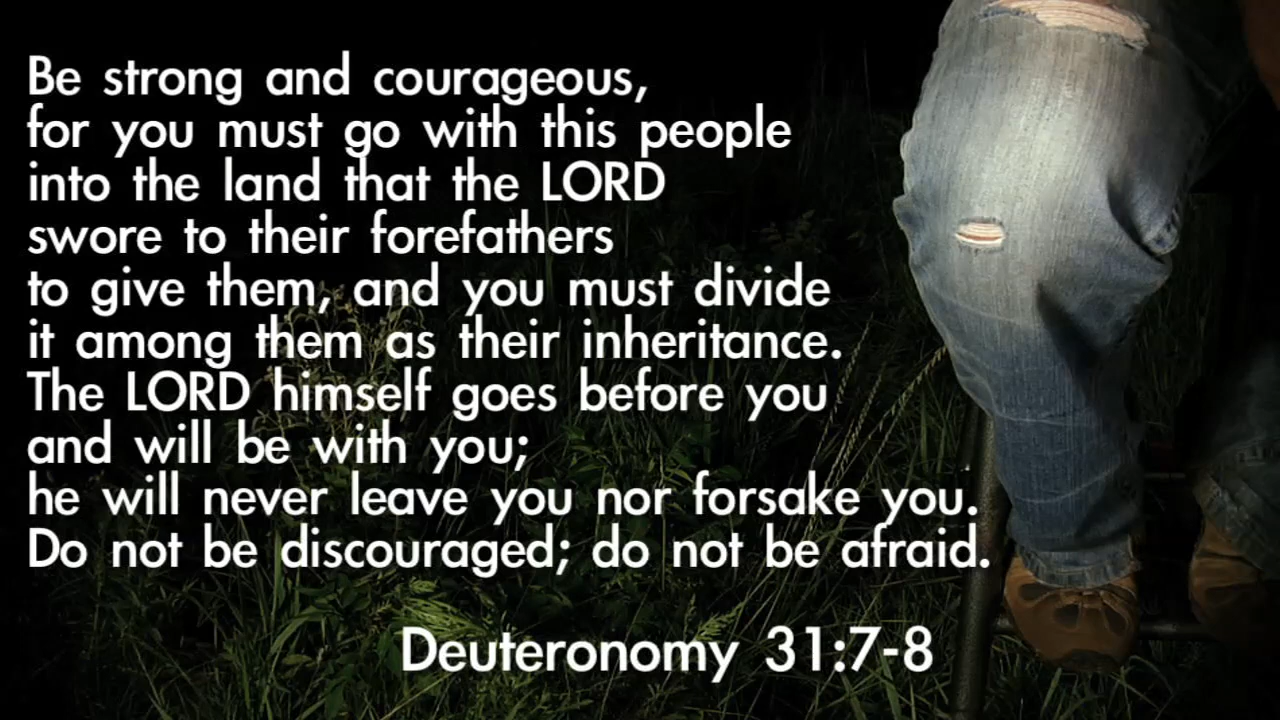 Be strong and courageous,
for you must go with this people
into the land that the LORD
swore to their forefathers
to give them, and you must divide
it among them as their inheritance.
The LORD himself goes before you
and will be with you;
he will never leave you nor forsake you.
Do not be discouraged; do not be afraid.
Deuteronomy 31:7-8